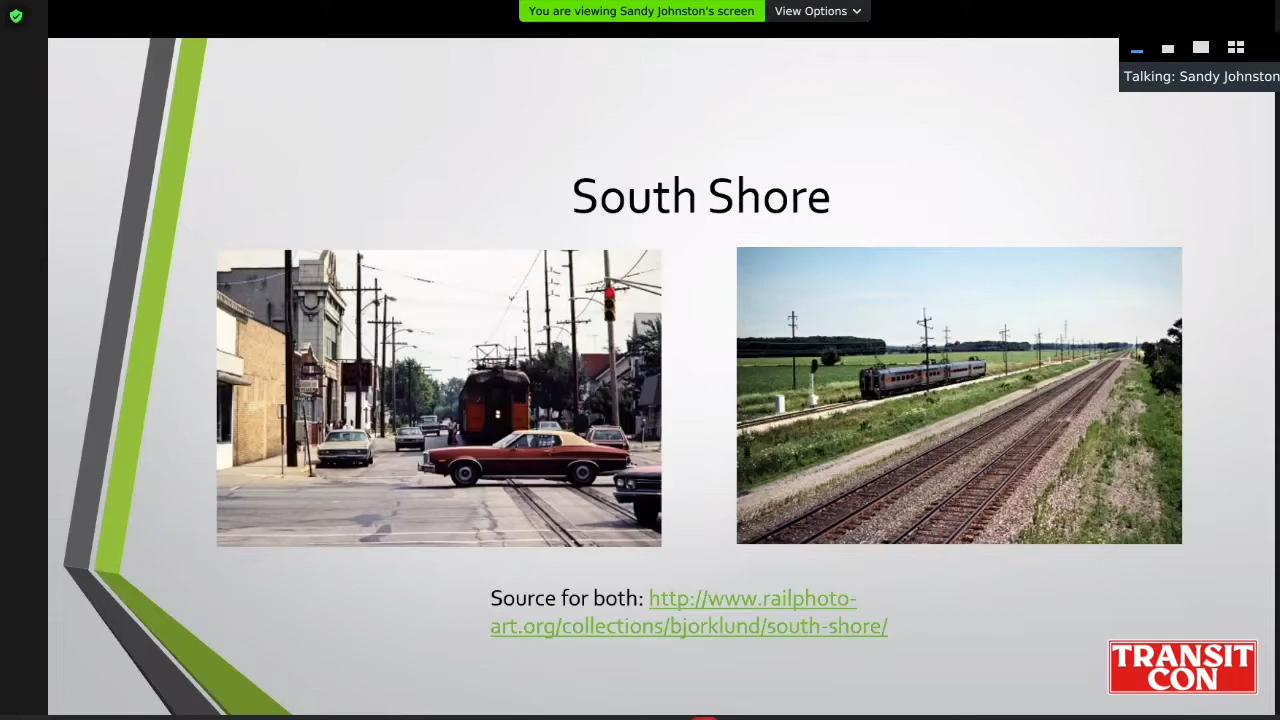 You are viewing Sandy Johnston's screen
View Options
Talking: Sandy Johnston
South Shore
Source for both: http://www.railphoto-
art.org/collections/bjorklund/south-shore/
TRANSIT
CON